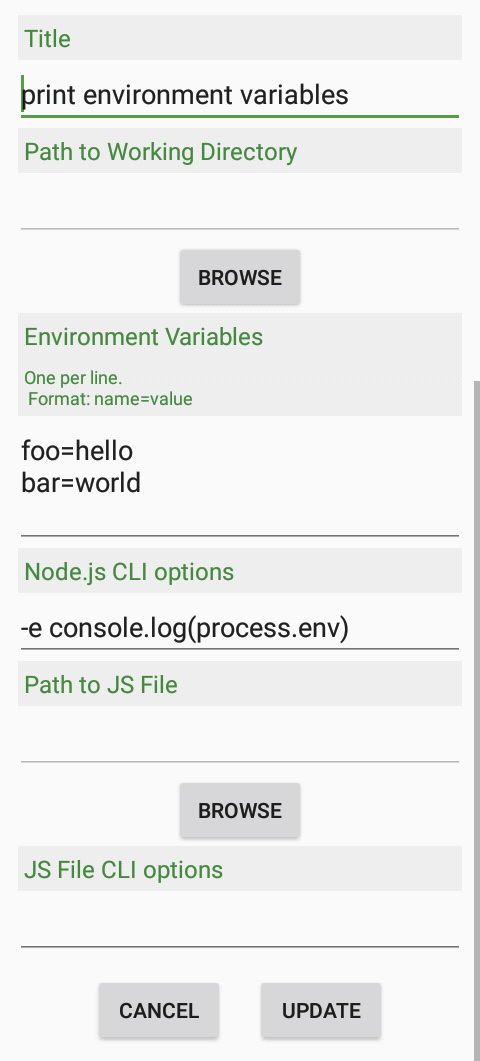 Title
print environment variables
Path to Working Directory
BROWSE
Environment Variables
One per line.
Format: name=value
foo=hello
bar=world
Node.js CLI options
-e console.log(process.env)
Path to JS File
BROWSE
JS File CLI options
CANCEL UPDATE